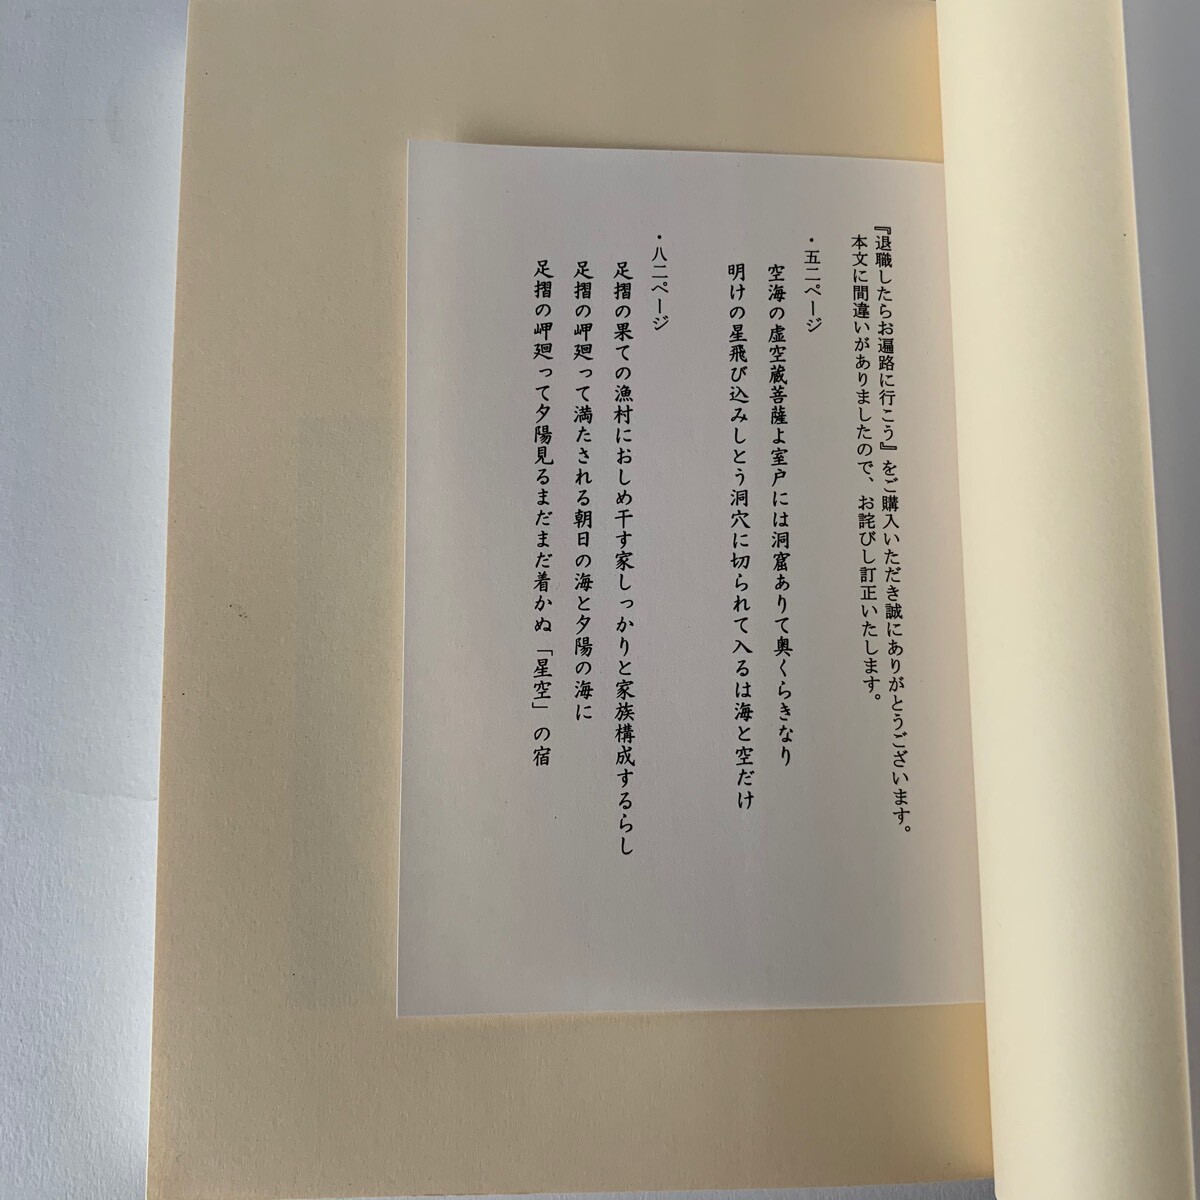 『退職したらお遍路に行こう』をご購入いただき誠にありがとうございます。
本文に間違いがありましたので、お詫びし訂正いたします。
・五二ページ
空海の虚空蔵菩薩よ室戸には洞窟ありて奥くらきなり
明けの星飛び込みしとう洞穴に切られて入るは海と空だけ
・八二ページ
足摺の果ての漁村におしめ干す家しっかりと家族構成するらし
足摺の岬廻って満たされる朝日の海と夕陽の海に
足摺の岬廻って夕陽見るまだまだ着かぬ「星空」の宿